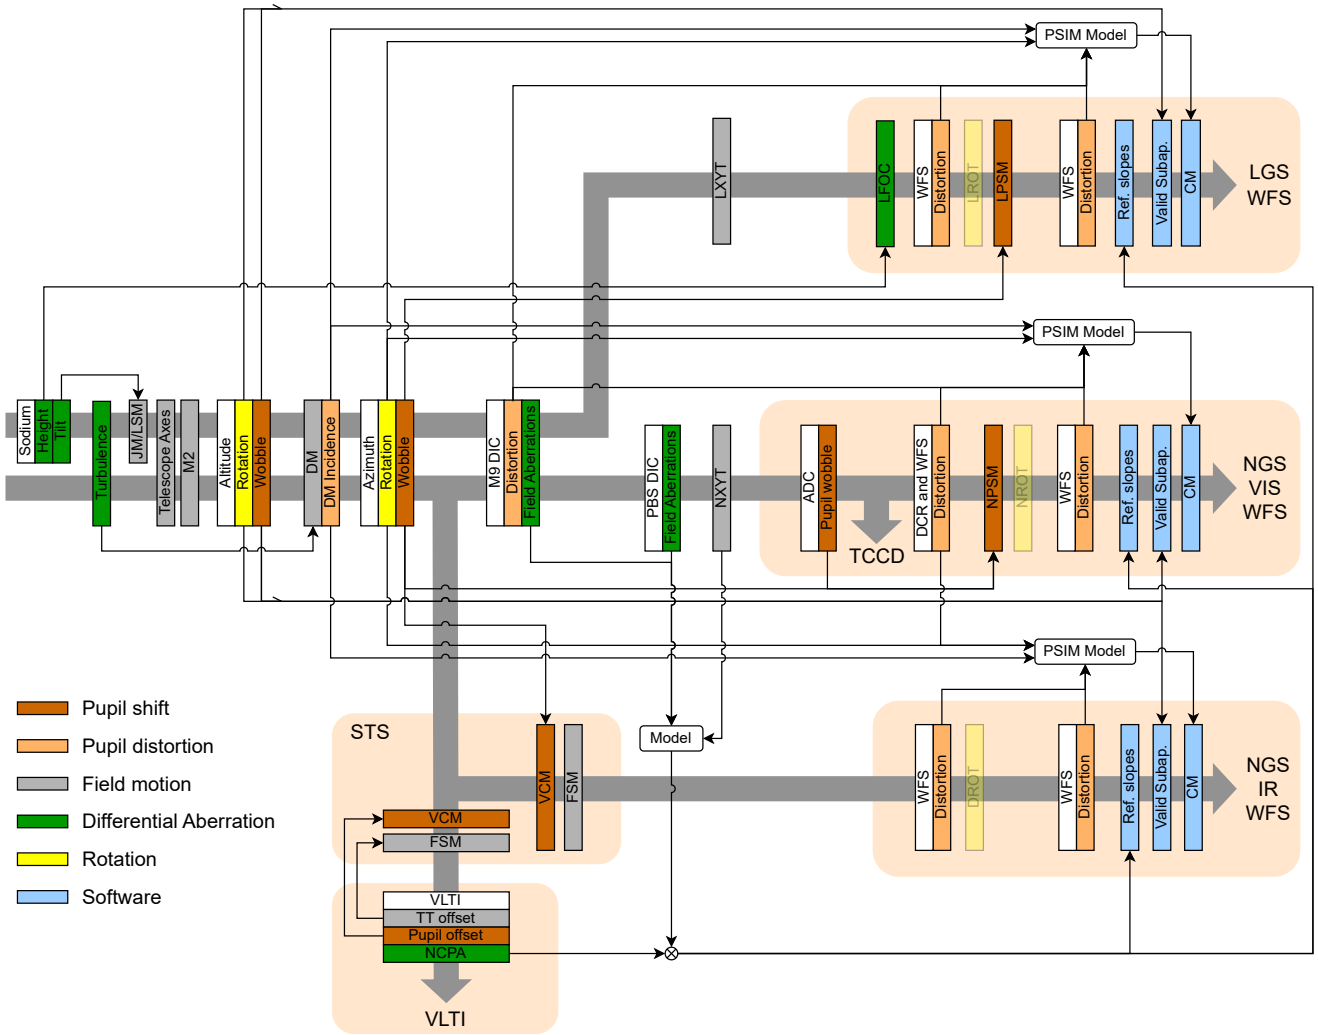 PSIM Model
LXYT
LFOC
WFS
Distortion
LROT
LPSM
WFS
Distortion
Ref. slopes
Valid Subap.
CM
LGS
WFS
PSIM Model
Sodium
Height
Tilt
Turbulence
JM/LSM
Telescope Axes
M2
Altitude
Rotation
Wobble
DM
DM Incidence
Azimuth
Rotation
Wobble
M9 DIC
Distortion
Field Aberrations
PBS DIC
Field Aberrations
NXYT
ADC
Pupil wobble
TCCD
DCR and WFS
Distortion
NPSM
NROT
WFS
Distortion
Ref. slopes
Valid Subap.
CM
NGS
VIS
WFS
PSIM Model
Pupil shift
Pupil distortion
Field motion
Differential Aberration
Rotation
Software
STS
VCM
FSM
VCM
FSM
Model
WFS
Distortion
DROT
WFS
Distortion
Ref. slopes
Valid Subap.
CM
NGS
IR
WFS
VLTI
TT offset
Pupil offset
NCPA
VLTI